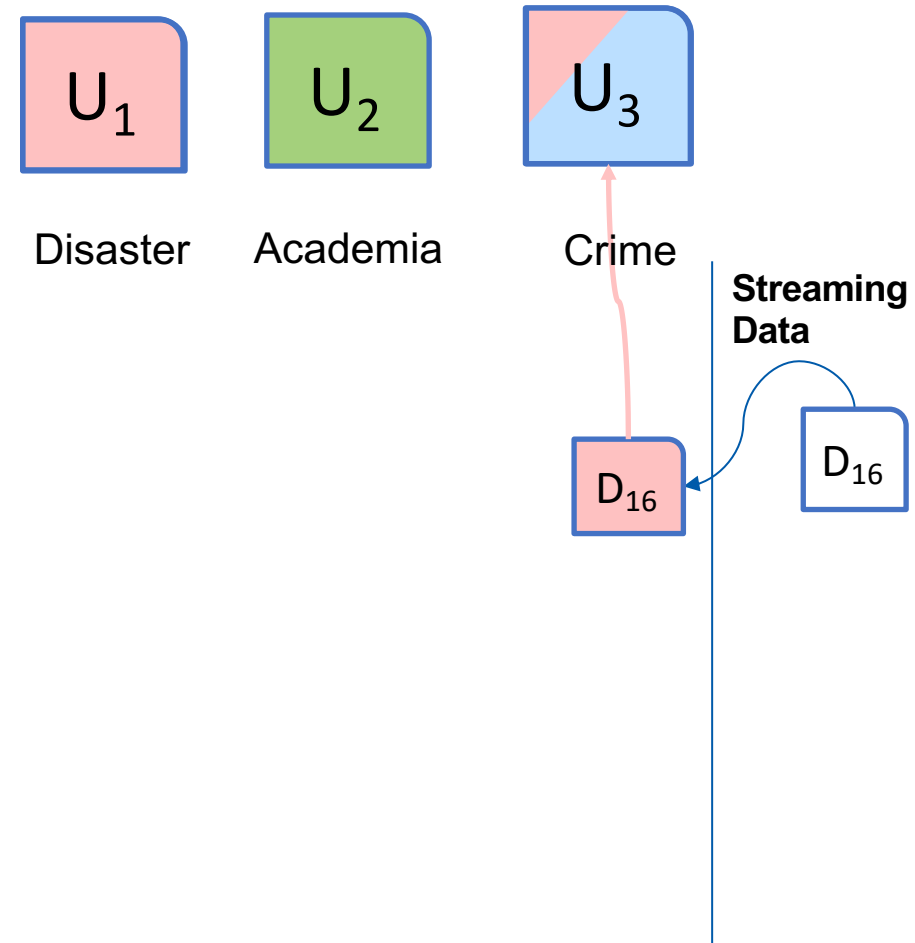 U₁
U₂
U₃
Disaster
Academia
Crime
Streaming
Data
D₁₆
D₁₆